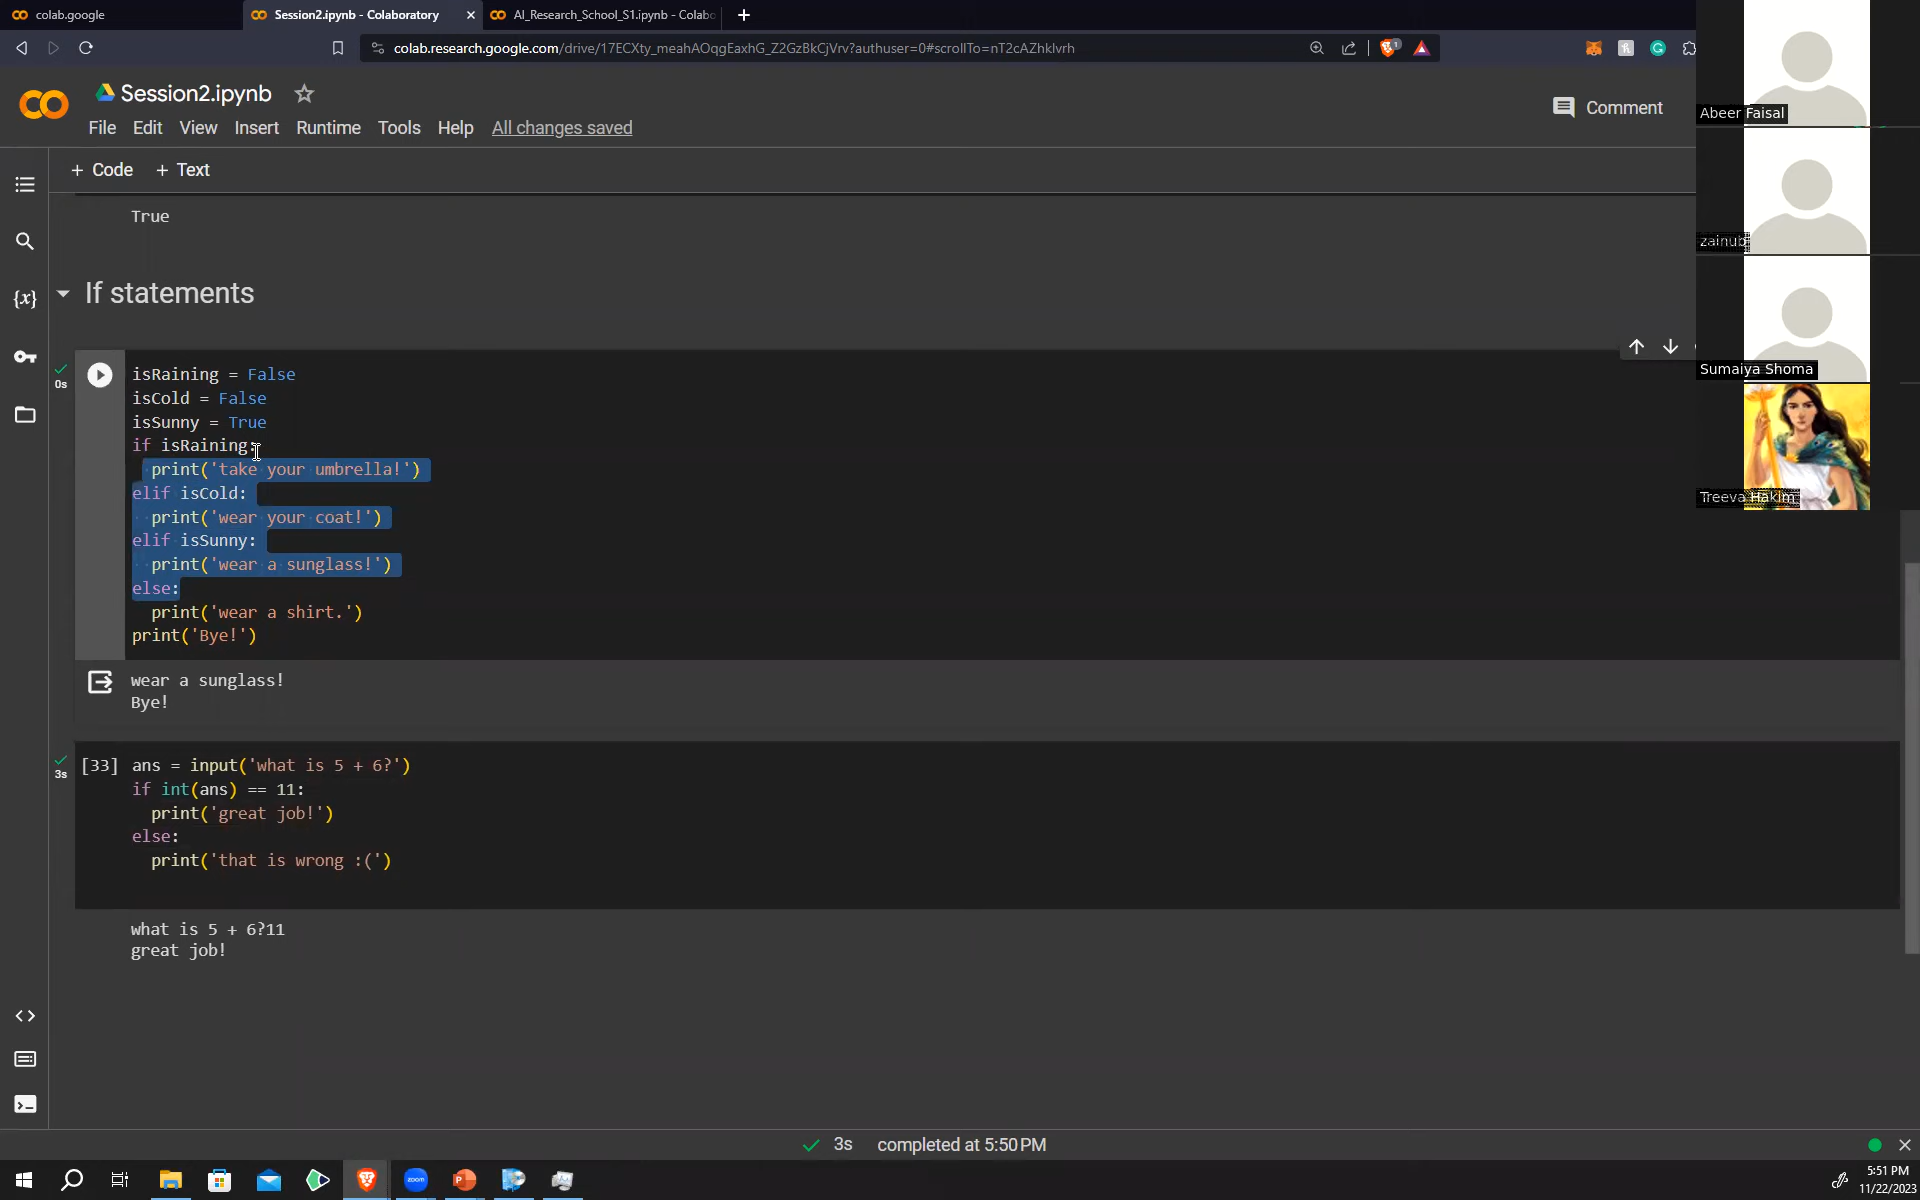 colab.google
Session2.ipynb - Colaboratory
AI_Research_School_S1.ipynb - Colabo
colab.research.google.com/drive/17ECXty_meahAOqgEaxhG_Z2GzBkCjVrv?authuser=0#scrollTo=nT2cAZhklvrh
Session2.ipynb
Comment
File Edit View Insert Runtime Tools Help All changes saved
+ Code + Text
True
If statements
0s
isRaining = False
isCold = False
isSunny = True
if isRaining:
print('take your umbrella!')
elif isCold:
print('wear your coat!')
elif isSunny:
print('wear a sunglass!')
else:
print('wear a shirt.')
print('Bye!')
wear a sunglass!
Bye!
3s
[33] ans = input('what is 5 + 6?')
if int(ans) == 11:
print('great job!')
else:
print('that is wrong :(')
what is 5 + 6?11
great job!
Abeer Faisal
zainub
Sumaiya Shoma
Treeva Hakim
3s completed at 5:50 PM
zoom
5:51 PM
11/22/2023